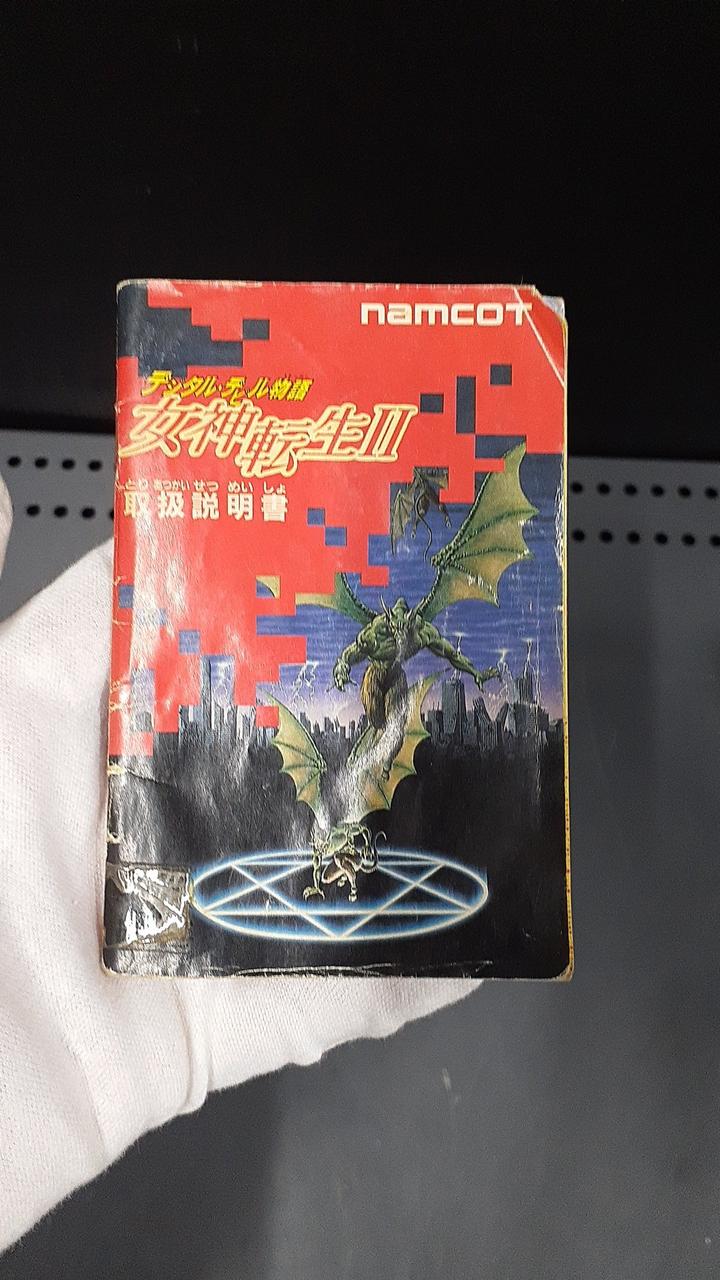 namcot
デジタル・デビル物語
女神転生II
とり あつかい せつ めい しょ
取扱説明書